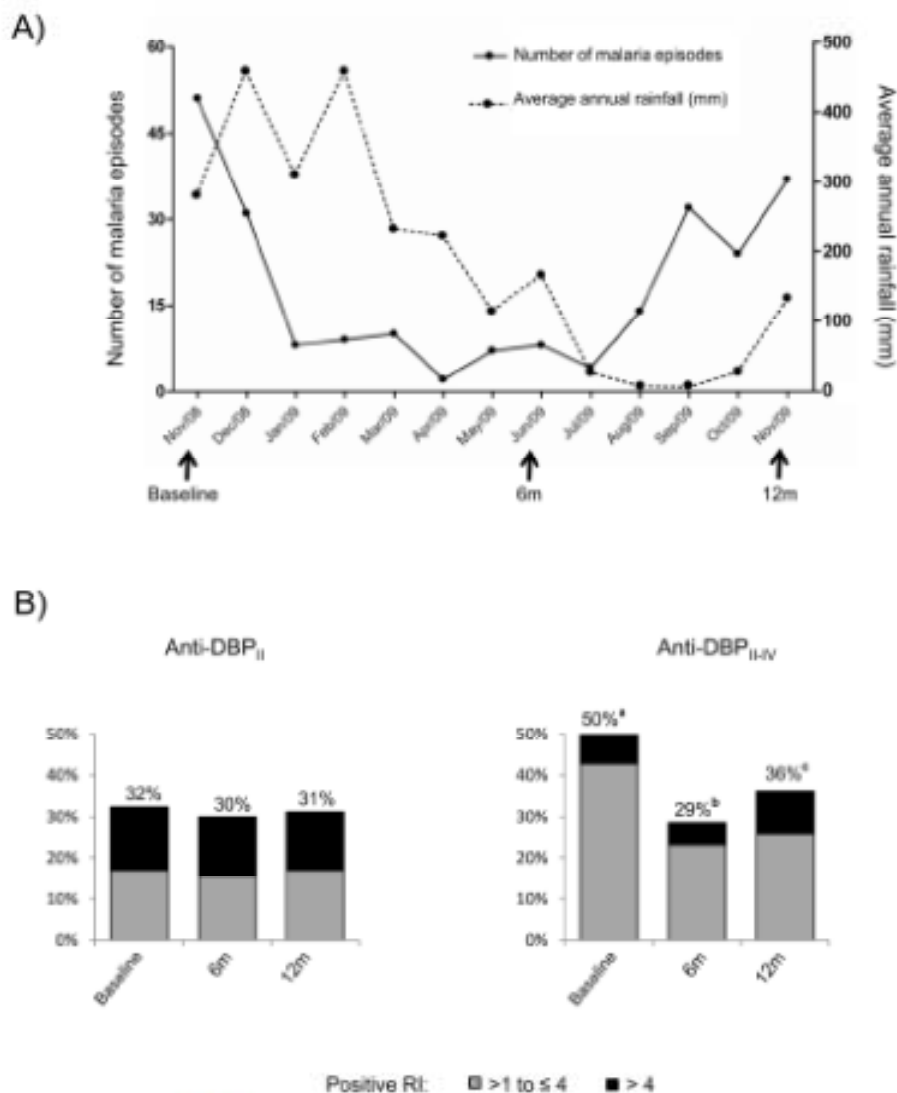 A)
60
45
30
15
0
Number of malaria episodes
Number of malaria episodes
Average annual rainfall (mm)
500
400
300
200
100
0
Average annual rainfall (mm)
Nov/08
Dec/08
Jan/09
Feb/09
Mar/09
Apr/09
May/09
Jun/09
Jul/09
Aug/09
Sep/09
Oct/09
Nov/09
Baseline
6m
12m
B)
Anti-DBPII
50%
40%
30%
20%
10%
0%
32%
30%
31%
Baseline
6m
12m
Anti-DBPII-IV
50%
40%
30%
20%
10%
0%
50%a
29%b
36%c
Baseline
6m
12m
Positive RI: >1 to ≤ 4 > 4